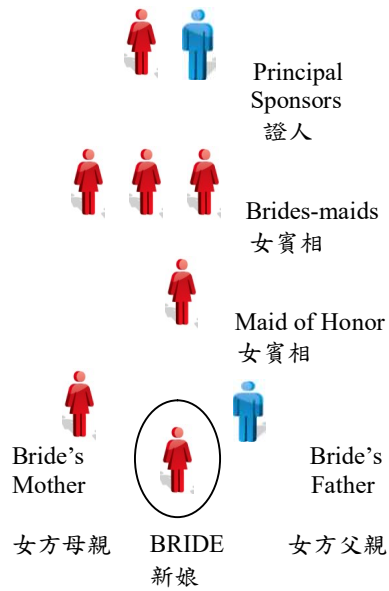 Principal
Sponsors
證人
Brides-maids
女賓相
Maid of Honor
女賓相
Bride’s
Mother
Bride’s
Father
女方母親 BRIDE 女方父親
新娘